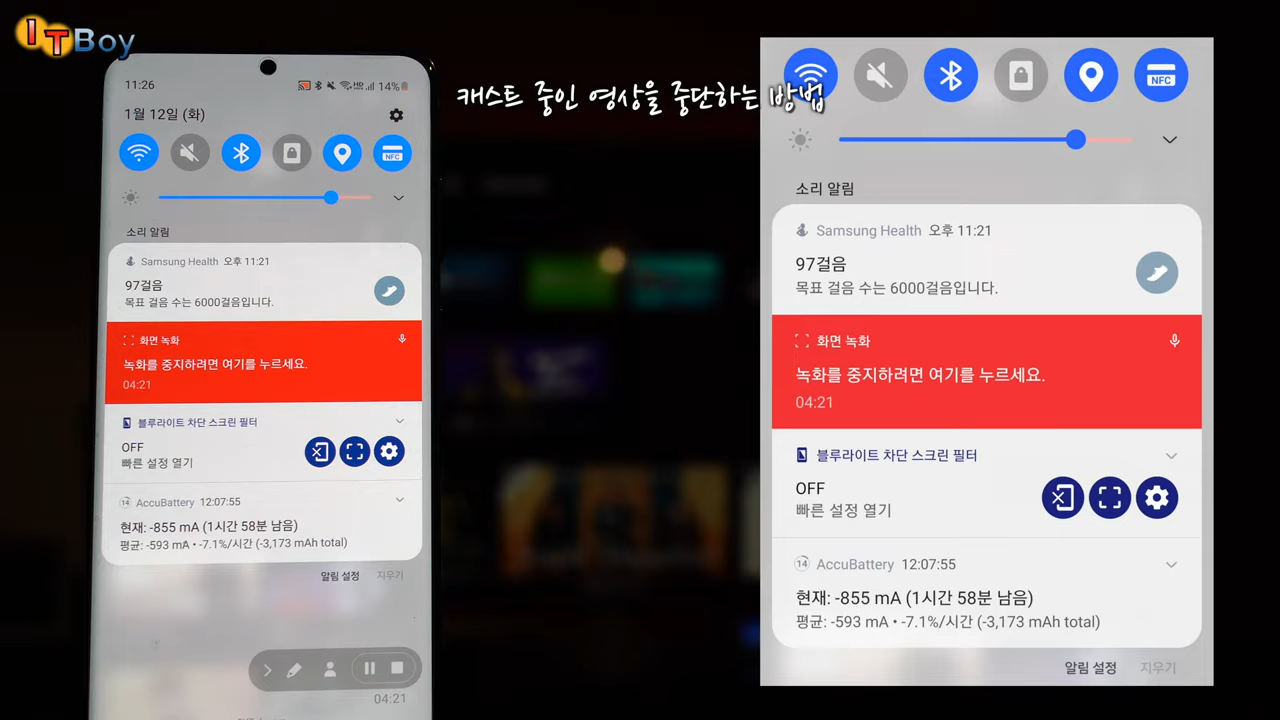 ITBoy
캐스트 중인 영상을 중단하는 방법
11:26
14%
1월 12일 (화)
NFC
소리 알림
Samsung Health 오후 11:21
97걸음
목표 걸음 수는 6000걸음입니다.
화면 녹화
녹화를 중지하려면 여기를 누르세요.
04:21
블루라이트 차단 스크린 필터
OFF
빠른 설정 열기
14 AccuBattery 12:07:55
현재: -855 mA (1시간 58분 남음)
평균: -593 mA • -7.1%/시간 (-3,173 mAh total)
알림 설정 지우기
04:21
NFC
소리 알림
Samsung Health 오후 11:21
97걸음
목표 걸음 수는 6000걸음입니다.
화면 녹화
녹화를 중지하려면 여기를 누르세요.
04:21
블루라이트 차단 스크린 필터
OFF
빠른 설정 열기
14 AccuBattery 12:07:55
현재: -855 mA (1시간 58분 남음)
평균: -593 mA • -7.1%/시간 (-3,173 mAh total)
알림 설정 지우기